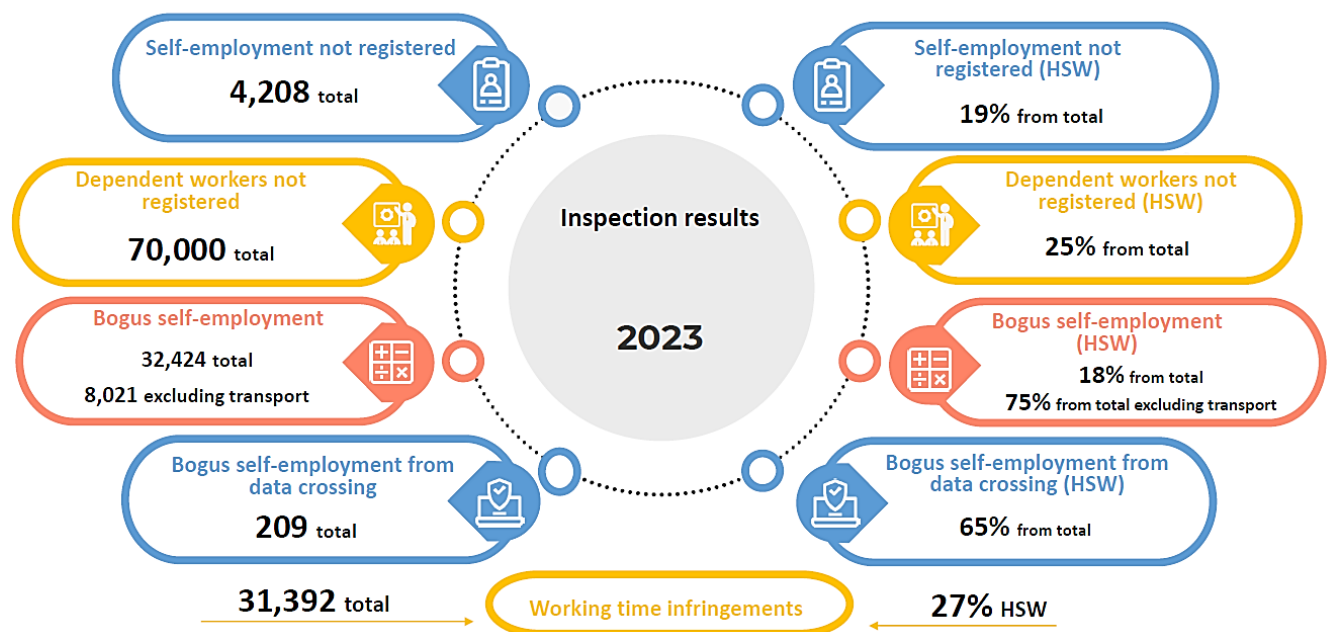 Self-employment not registered
4,208 total
Dependent workers not
registered
70,000 total
Bogus self-employment
32,424 total
8,021 excluding transport
Bogus self-employment from
data crossing
209 total
Inspection results
2023
Self-employment not
registered (HSW)
19% from total
Dependent workers not
registered (HSW)
25% from total
Bogus self-employment
(HSW)
18% from total
75% from total excluding transport
Bogus self-employment from
data crossing (HSW)
65% from total
31,392 total
Working time infringements
27% HSW